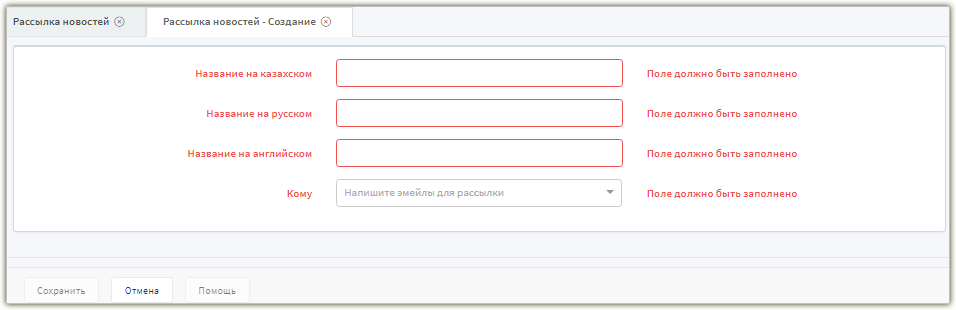 Рассылка новостей Рассылка новостей - Создание
Название на казахском Поле должно быть заполнено
Название на русском Поле должно быть заполнено
Название на английском Поле должно быть заполнено
Кому Напишите эмейлы для рассылки Поле должно быть заполнено
Сохранить Отмена Помощь